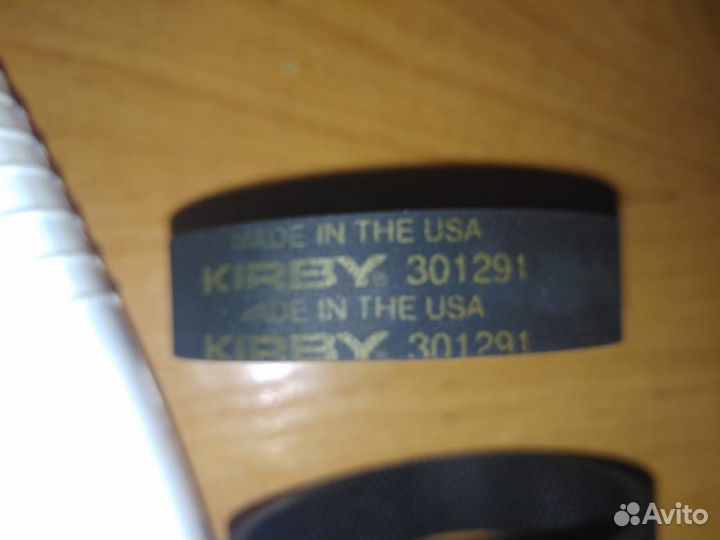 MADE IN THE USA
KIRBY® 301291
MADE IN THE USA
KIRBY® 301291
Avito